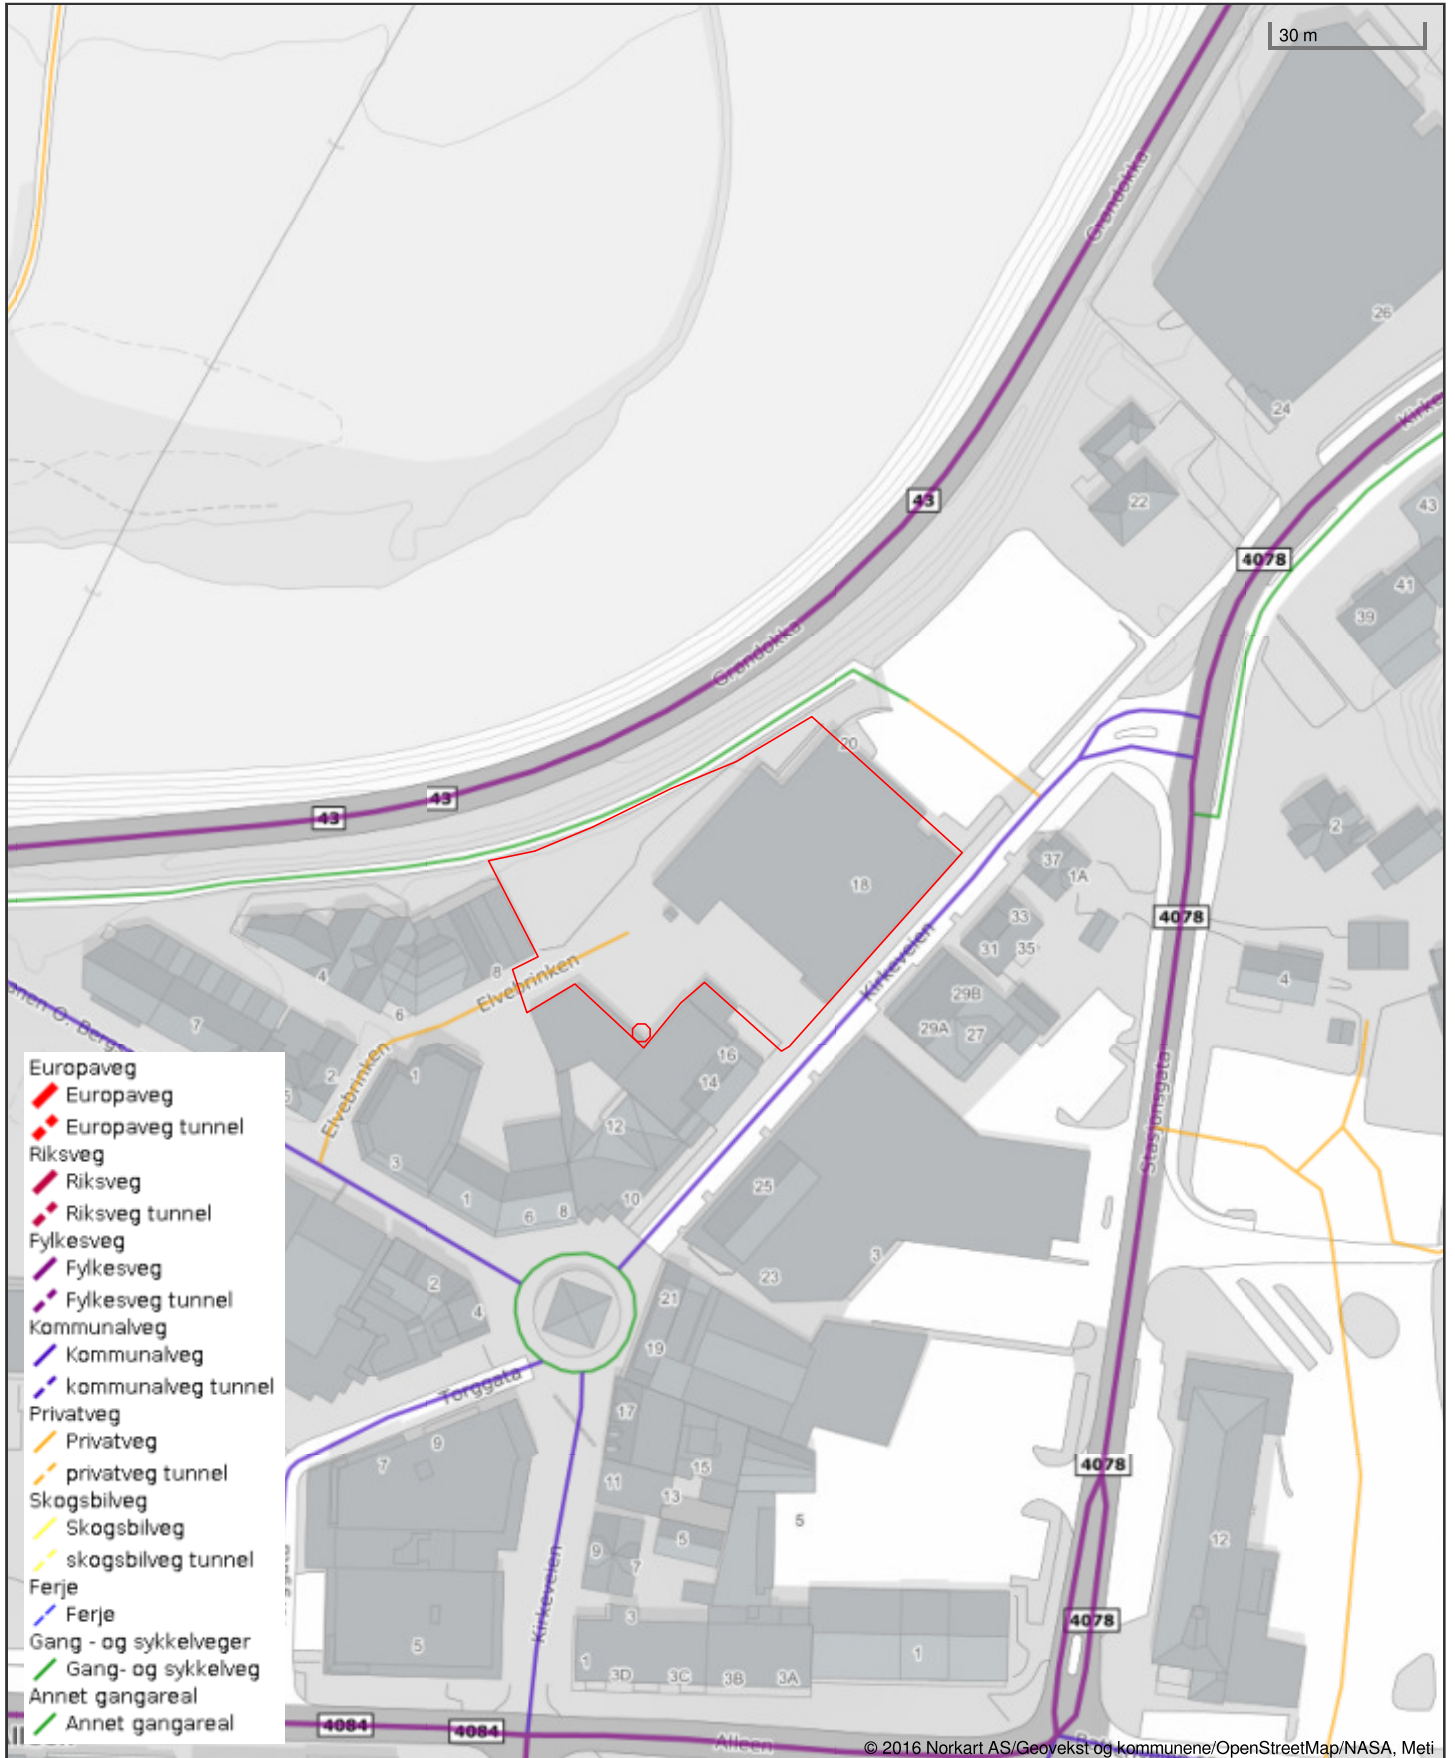 30 m
Grøndokka
26
24
Kirke
43
22
43
4078
41
39
Grøndokka
20
43
43
2
18
37
1A
33
4078
31
35
Kirkeveien
8
Elvebrinken
4
4
29B
6
29A
27
7
16
2
1
14
Elvebrinken
12
3
Stasjonsgata
25
1
10
6
8
3
23
2
21
4
19
Torggata
17
9
7
15
4078
11
13
5
12
5
9
7
Kirkeveien
3
4078
5
1
1
3D
3C
3B
3A
4084
4084
Alleen
Europaveg
Europaveg
Europaveg tunnel
Riksveg
Riksveg
Riksveg tunnel
Fylkesveg
Fylkesveg
Fylkesveg tunnel
Kommunalveg
Kommunalveg
kommunalveg tunnel
Privatveg
Privatveg
privatveg tunnel
Skogsbilveg
Skogsbilveg
skogsbilveg tunnel
Ferje
Ferje
Gang - og sykkelveger
Gang- og sykkelveg
Annet gangareal
Annet gangareal
© 2016 Norkart AS/Geovekst og kommunene/OpenStreetMap/NASA, Meti